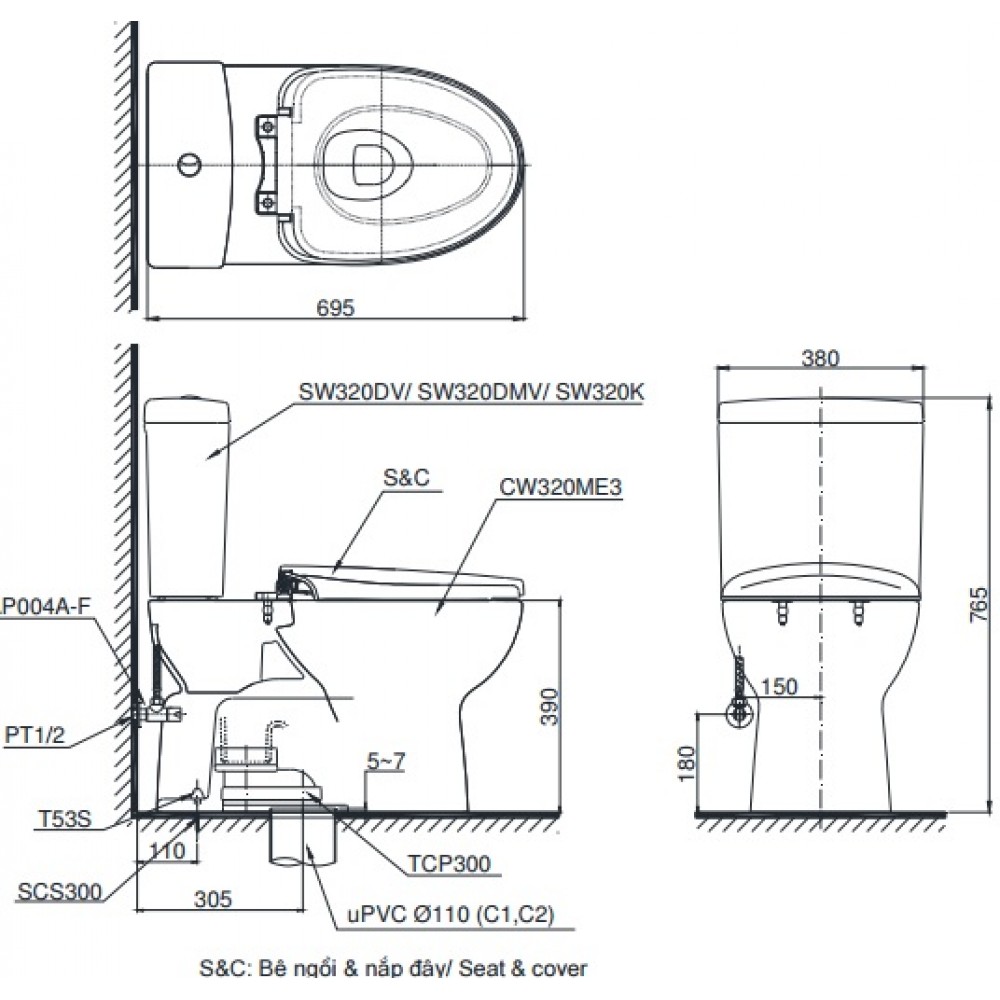 695
380
SW320DV/ SW320DMV/ SW320K
S&C
CW320ME3
P004A-F
765
390
150
PT1/2
180
5~7
T53S
110
TCP300
SCS300
305
uPVC Ø110 (C1,C2)
S&C: Bệ ngồi & nắp đậy/ Seat & cover